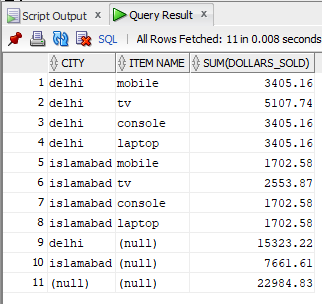 Script Output × Query Result ×
SQL | All Rows Fetched: 11 in 0.008 seconds
CITY ITEM NAME SUM(DOLLARS_SOLD)
1 delhi mobile 3405.16
2 delhi tv 5107.74
3 delhi console 3405.16
4 delhi laptop 3405.16
5 islamabad mobile 1702.58
6 islamabad tv 2553.87
7 islamabad console 1702.58
8 islamabad laptop 1702.58
9 delhi (null) 15323.22
10 islamabad (null) 7661.61
11 (null) (null) 22984.83